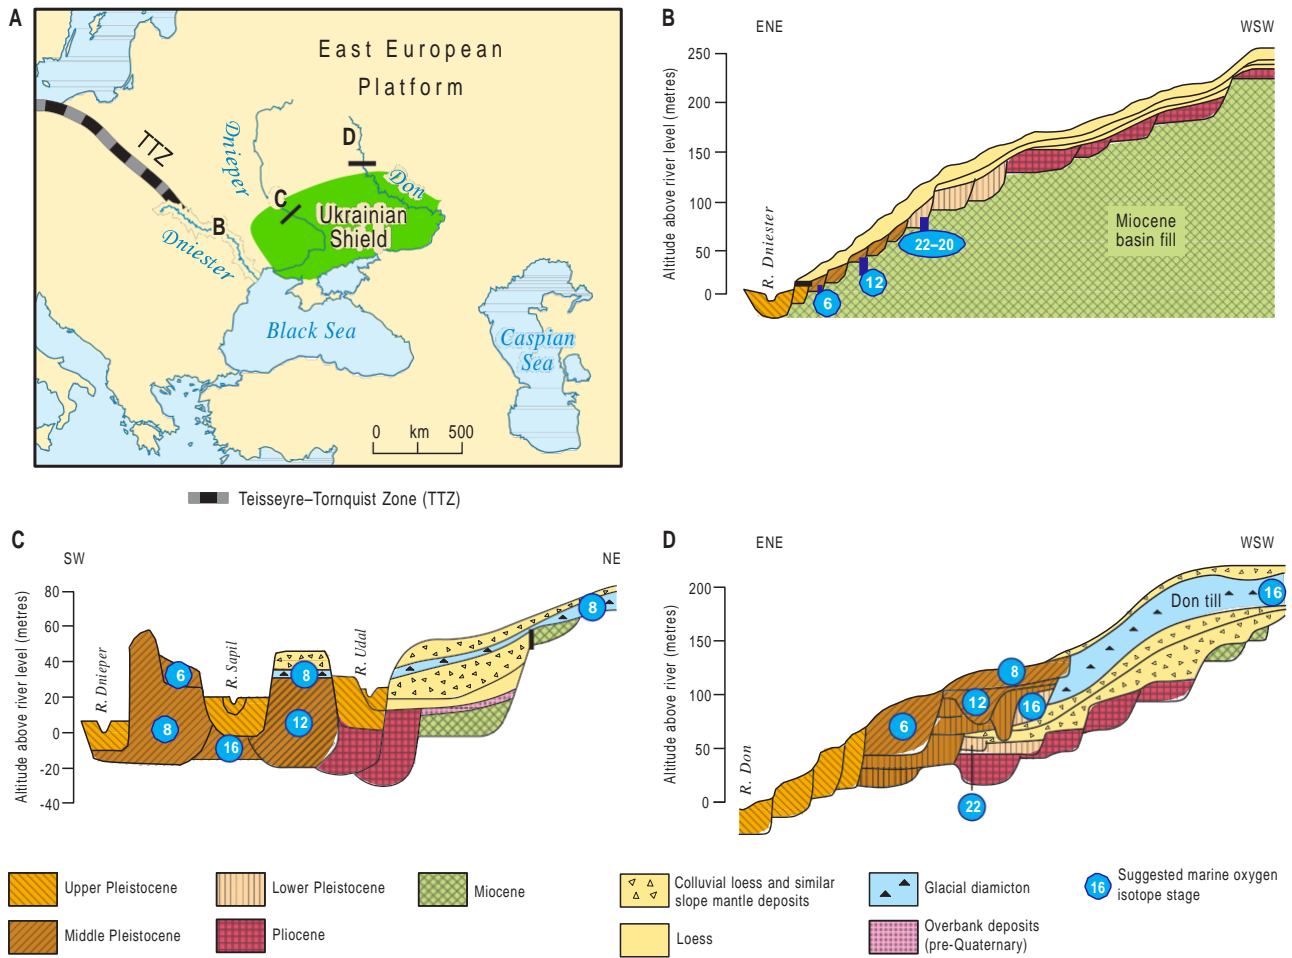 A
East European
Platform
TTZ
Dnieper
D
Don
C
Ukrainian
Shield
B
Dniester
Black Sea
Caspian
Sea
0 km 500
Teisseyre–Tornquist Zone (TTZ)
B
ENE
WSW
Altitude above river level (metres)
250
200
150
100
50
0
R. Dniester
22–20
12
6
Miocene
basin fill
C
SW
NE
Altitude above river level (metres)
80
60
40
20
0
-20
-40
R. Dnieper
R. Sapil
R. Udal
6
8
16
8
12
8
D
ENE
WSW
Altitude above river (metres)
200
150
100
50
0
R. Don
Don till
16
8
12
16
6
22
Upper Pleistocene
Middle Pleistocene
Lower Pleistocene
Pliocene
Miocene
Colluvial loess and similar
slope mantle deposits
Loess
Glacial diamicton
Overbank deposits
(pre-Quaternary)
16
Suggested marine oxygen
isotope stage